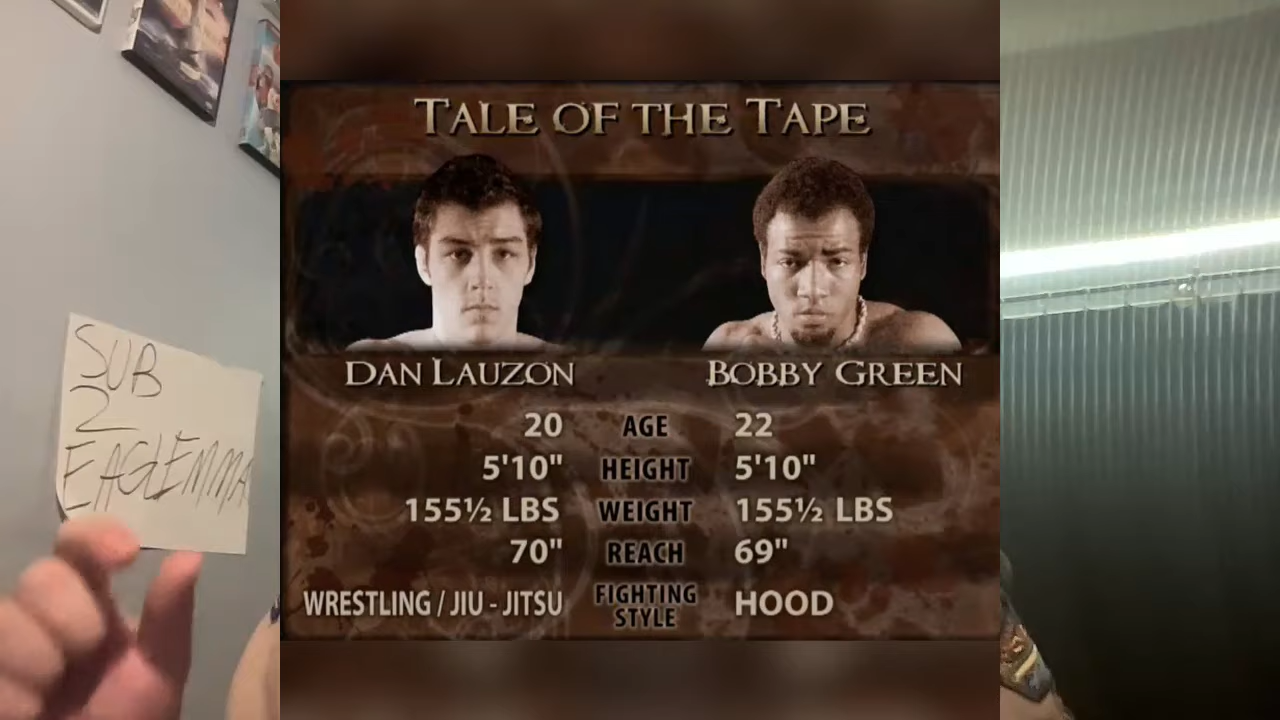 SUB
2
EAGLEMMA
TALE OF THE TAPE
DAN LAUZON BOBBY GREEN
20 AGE 22
5'10" HEIGHT 5'10"
155½ LBS WEIGHT 155½ LBS
70" REACH 69"
WRESTLING / JIU - JITSU FIGHTING STYLE HOOD